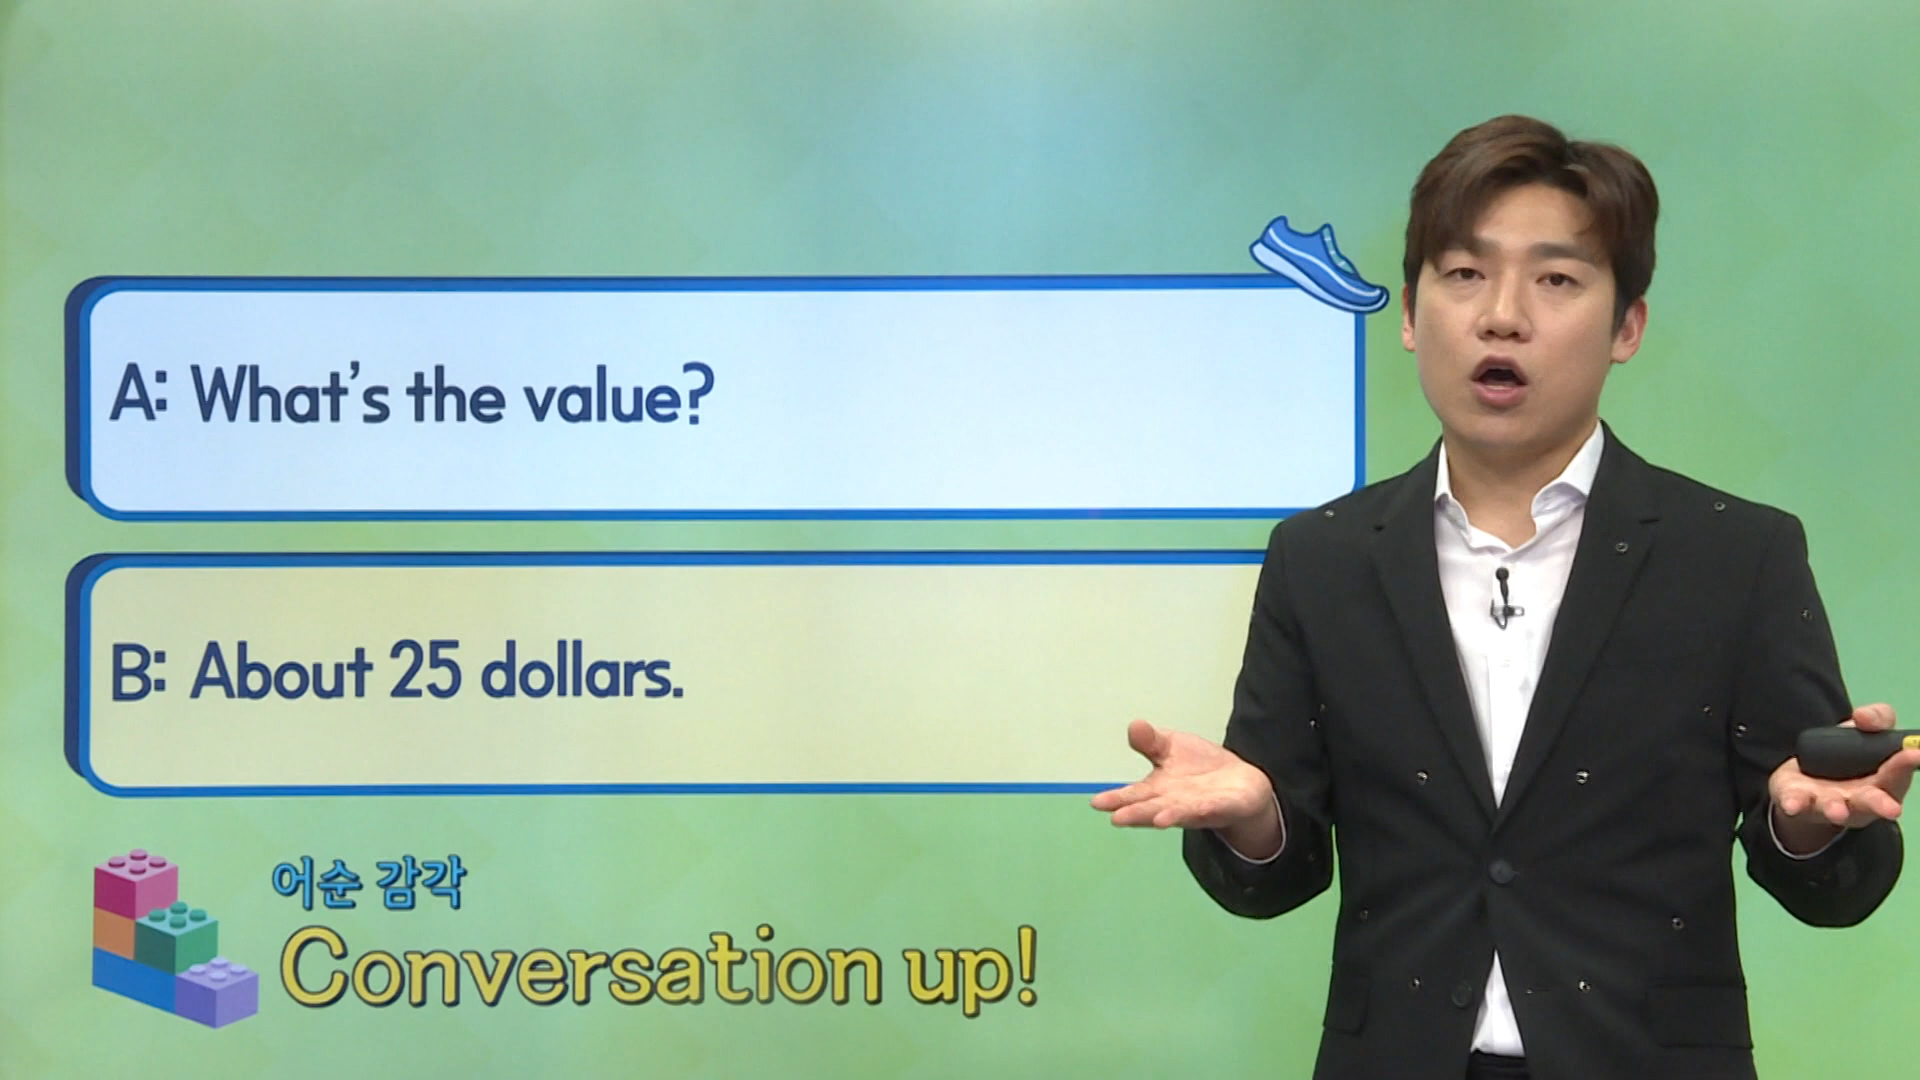 A: What's the value?
B: About 25 dollars.
어순 감각
Conversation up!